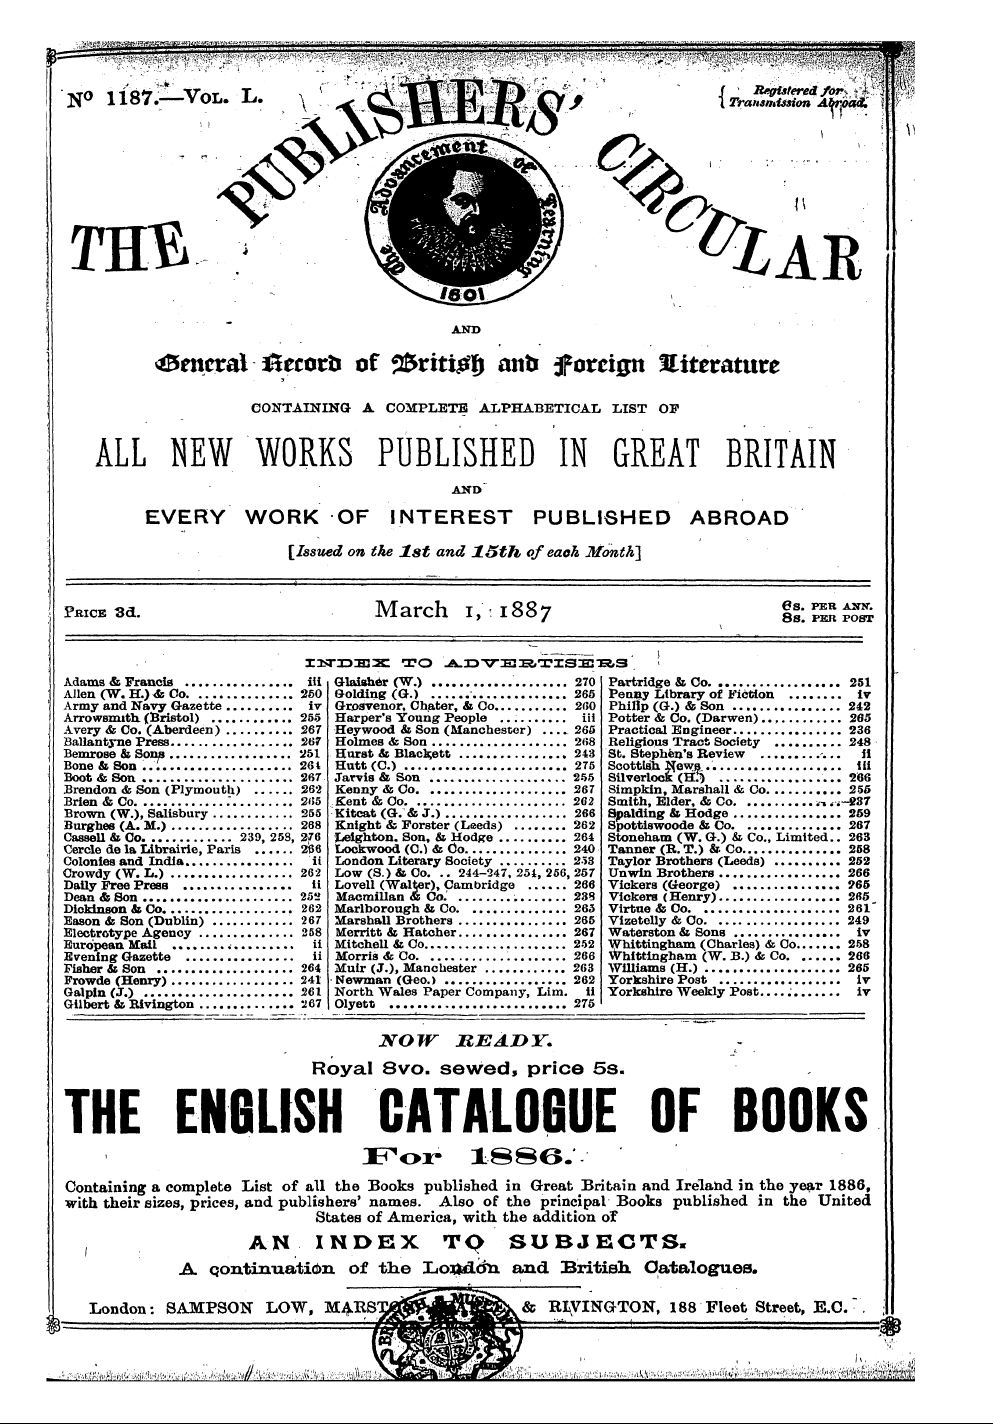 No 1187.—VOL. L.
Registered for
Transmission Abroad.
THE PUBLISHERS' CIRCULAR
The Advancement of Learning
1601
AND
General Record of British and Foreign Literature
CONTAINING A COMPLETE ALPHABETICAL LIST OF
ALL NEW WORKS PUBLISHED IN GREAT BRITAIN
AND
EVERY WORK OF INTEREST PUBLISHED ABROAD
[Issued on the 1st and 15th of each Month]
PRICE 3d.
March 1, 1887
6s. PER ANN.
8s. PER POST
INDEX TO ADVERTISERS
Adams & Francis ................ iii
Allen (W. H.) & Co. .............. 250
Army and Navy Gazette .......... iv
Arrowsmith (Bristol) ............ 255
Avery & Co. (Aberdeen) .......... 267
Ballantyne Press.................. 267
Bemrose & Sons .................. 251
Bone & Son ...................... 264
Boot & Son ...................... 267
Brendon & Son (Plymouth) ...... 262
Brien & Co. ...................... 265
Brown (W.), Salisbury ............ 255
Burghes (A. M.) .................. 268
Cassell & Co. .......... 239, 258, 276
Cercle de la Librairie, Paris ...... 266
Colonies and India................ ii
Crowdy (W. L.) .................. 262
Daily Free Press ................ ii
Dean & Son ...................... 252
Dickinson & Co. .................. 262
Eason & Son (Dublin) ............ 267
Electrotype Agency .............. 258
European Mail .................. ii
Evening Gazette ................ ii
Fisher & Son .................... 264
Frowde (Henry) .................. 241
Galpin (J.) ...................... 261
Gilbert & Rivington .............. 267
Glaisher (W.) .................... 270
Golding (G.) .................... 265
Grosvenor, Chater, & Co........... 260
Harper's Young People .......... iii
Heywood & Son (Manchester) .... 265
Holmes & Son .................... 268
Hurst & Blackett ................ 243
Hutt (C.) ........................ 275
Jarvis & Son .................... 255
Kenny & Co. .................... 267
Kent & Co. ...................... 262
Kitcat (G. & J.) .................. 266
Knight & Forster (Leeds) ........ 262
Leighton, Son, & Hodge .......... 264
Lockwood (C.) & Co. .............. 240
London Literary Society .......... 253
Low (S.) & Co. .. 244-247, 254, 256, 257
Lovell (Walter), Cambridge ...... 266
Macmillan & Co. ................
Marlborough & Co. .............. 265
Marshall Brothers ................ 265
Merritt & Hatcher................ 267
Mitchell & Co..................... 252
Morris & Co. .................... 266
Muir (J.), Manchester ............ 263
Newman (Geo.) .................. 262
North Wales Paper Company, Lim. ii
Olyett .......................... 275
Partridge & Co. .................. 251
Penny Library of Fiction ........ iv
Philip (G.) & Son ................ 242
Potter & Co. (Darwen)............ 265
Practical Engineer................ 236
Religious Tract Society .......... 248
St. Stephen's Review ............ ii
Scottish News.................... iii
Silverlock (H.) .................. 266
Simpkin, Marshall & Co. .......... 255
Smith, Elder, & Co. .............. 237
Spalding & Hodge................ 259
Spottiswoode & Co. .............. 267
Stoneham (W. G.) & Co., Limited.. 263
Tanner (R. T.) & Co............... 258
Taylor Brothers (Leeds) .......... 252
Unwin Brothers .................. 266
Vickers (George) ................ 265
Vickers (Henry).................. 265
Virtue & Co. .................... 261
Vizetelly & Co. .................. 249
Waterston & Sons ................ iv
Whittingham (Charles) & Co...... 258
Whittingham (W. B.) & Co. ...... 266
Williams (H.) .................... 265
Yorkshire Post .................. iv
Yorkshire Weekly Post............ iv
NOW READY.
Royal 8vo. sewed, price 5s.
THE ENGLISH CATALOGUE OF BOOKS
For 1886.
Containing a complete List of all the Books published in Great Britain and Ireland in the year 1886,
with their sizes, prices, and publishers' names. Also of the principal Books published in the United
States of America, with the addition of
AN INDEX TO SUBJECTS.
A continuation of the London and British Catalogues.
London: SAMPSON LOW, & RIVINGTON, 188 Fleet Street, E.C.
BRITISH MUSEUM